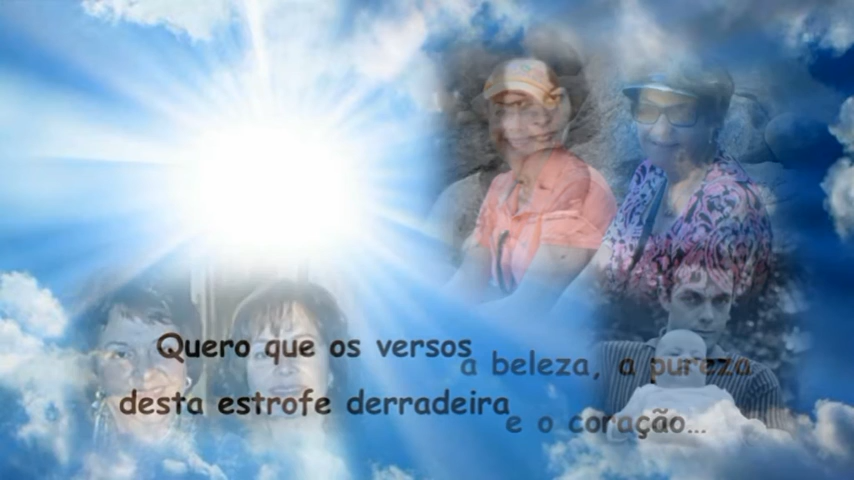 Quero que os versos
desta estrofe derradeira
a beleza, a pureza
e o coração...